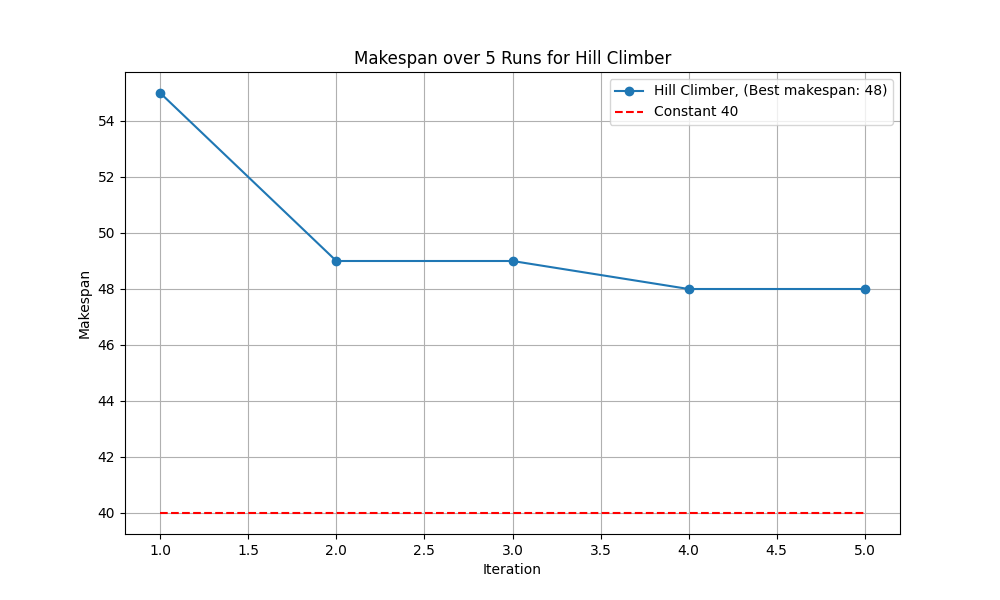 Makespan over 5 Runs for Hill Climber
Hill Climber, (Best makespan: 48)
Constant 40
Makespan
54
52
50
48
46
44
42
40
1.0 1.5 2.0 2.5 3.0 3.5 4.0 4.5 5.0
Iteration